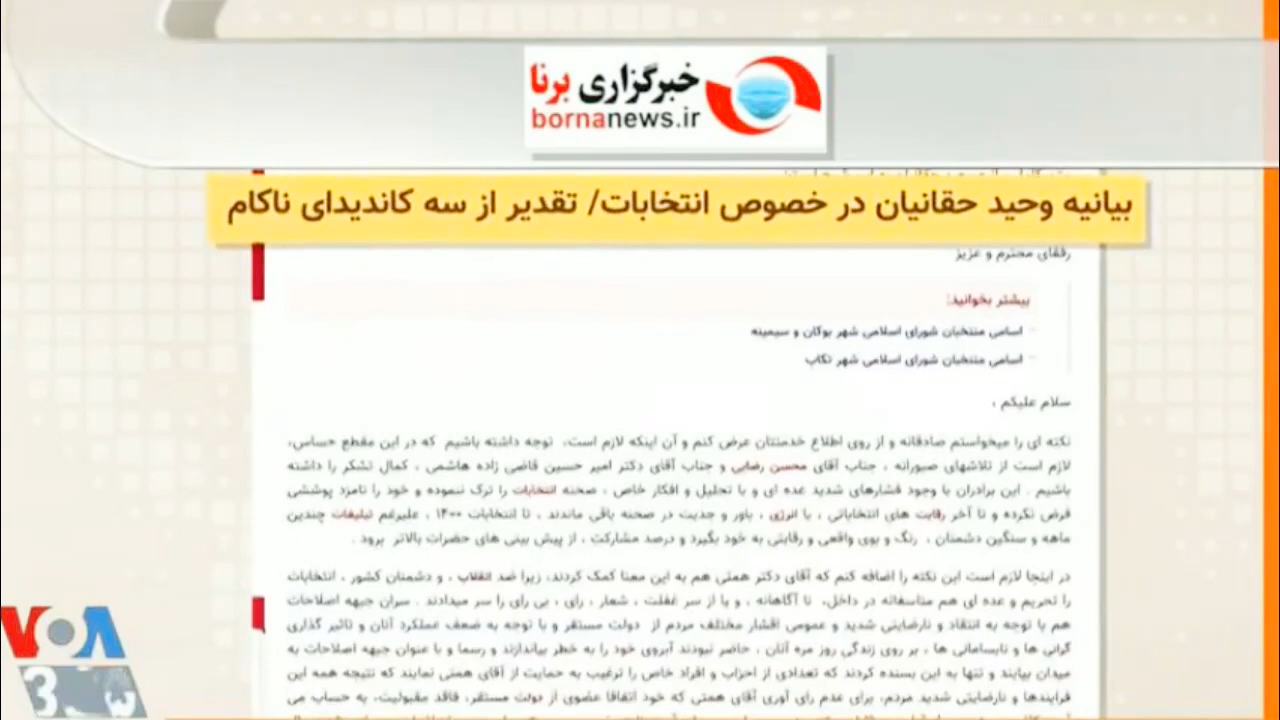 خبرگزاری برنا
bornanews.ir
بیانیه وحید حقانیان در خصوص انتخابات/ تقدیر از سه کاندیدای ناکام
رفقای محترم و عزیز
بیشتر بخوانید:
اسامی منتخبان شورای اسلامی شهر بوکان و سیمینه
اسامی منتخبان شورای اسلامی شهر تکاب
سلام علیکم ،
نکته ای را میخواستم صادقانه و از روی اطلاع خدمتتان عرض کنم و آن اینکه لازم است، توجه داشته باشیم که در این مقطع حساس،
لازم است از تلاشهای صبورانه ، جناب آقای محسن رضایی و جناب آقای دکتر امیر حسین قاضی زاده هاشمی ، کمال تشکر را داشته
باشیم . این برادران با وجود فشارهای شدید عده ای و با تحلیل و افکار خاص ، صحنه انتخابات را ترک ننموده و خود را نامزد پوششی
فرض نکرده و تا آخر رقابت های انتخاباتی ، با انرژی ، باور و جدیت در صحنه باقی ماندند ، تا انتخابات ۱۴۰۰ ، علیرغم تبلیغات چندین
ماهه و سنگین دشمنان ، رنگ و بوی واقعی و رقابتی به خود بگیرد و درصد مشارکت ، از پیش بینی های حضرات بالاتر برود .
در اینجا لازم است این نکته را اضافه کنم که آقای دکتر همتی هم به این معنا کمک کردند، زیرا ضد انقلاب ، و دشمنان کشور ، انتخابات
را تحریم و عده ای هم متاسفانه در داخل، نا آگاهانه ، و یا از سر غفلت ، شعار ، رای ، بی رای را سر میدادند . سران جبهه اصلاحات
هم با توجه به انتقاد و نارضایتی شدید و عمومی اقشار مختلف مردم از دولت مستقر و با توجه به ضعف عملکرد آنان و تاثیر گذاری
گرانی ها و نابسامانی ها ، بر روی زندگی روز مره آنان ، حاضر نبودند آبروی خود را به خطر بیاندازند و رسما و با عنوان جبهه اصلاحات به
میدان بیایند و تنها به این بسنده کردند که تعدادی از احزاب و افراد خاص را ترغیب به حمایت از آقای همتی نمایند که نتیجه همه این
فرایندها و نارضایتی شدید مردم، برای عدم رای آوری آقای همتی که خود اتفاقا عضوی از دولت مستقر، فاقد مقبولیت، به حساب می
VOA